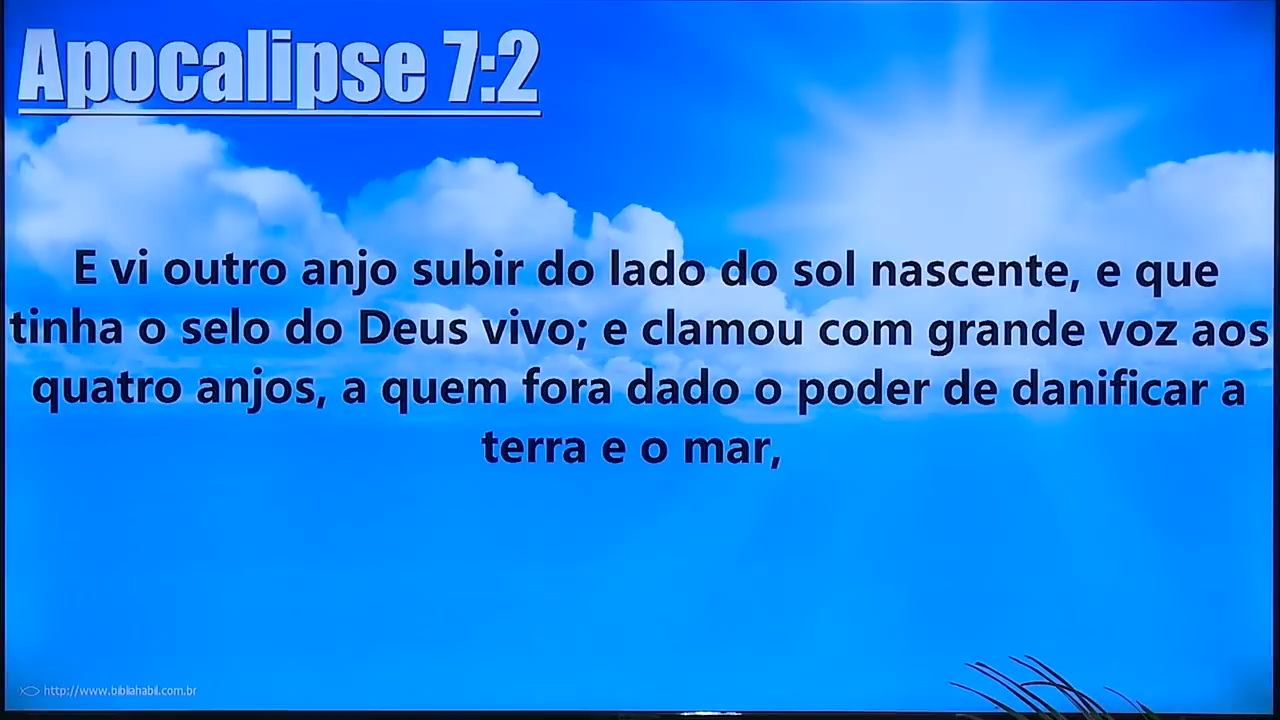 Apocalipse 7:2
E vi outro anjo subir do lado do sol nascente, e que
tinha o selo do Deus vivo; e clamou com grande voz aos
quatro anjos, a quem fora dado o poder de danificar a
terra e o mar,
http://www.bibliahabil.com.br